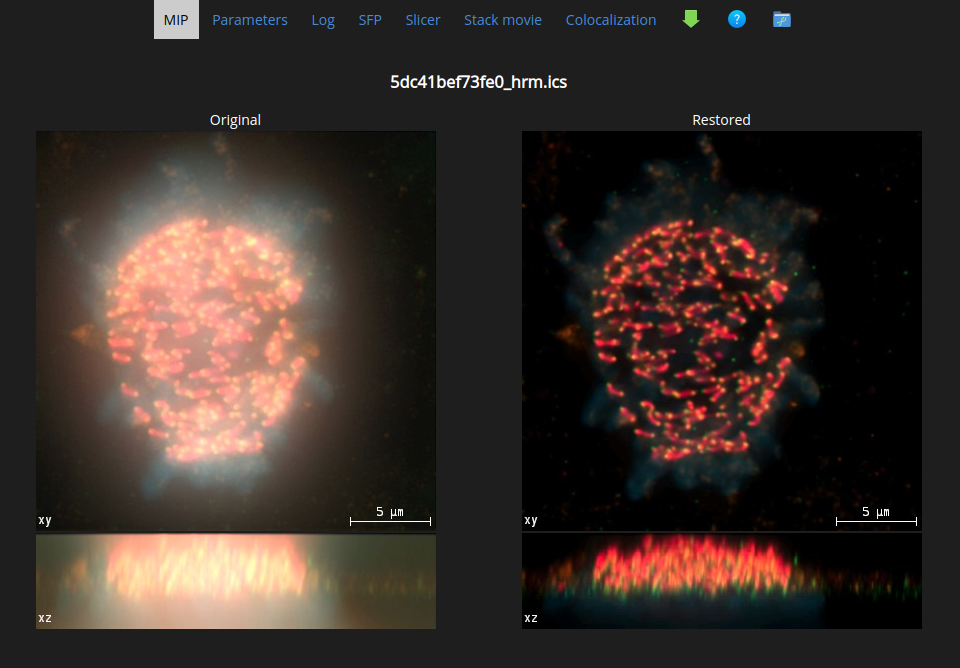 MIP Parameters Log SFP Slicer Stack movie Colocalization ?
5dc41bef73fe0_hrm.ics
Original Restored
xy 5 μm xy 5 μm
xz xz